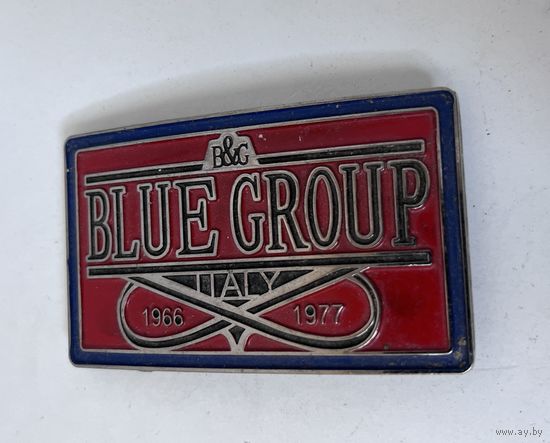 B&G
BLUE GROUP
ITALY
1966 1977
© www.ay.by